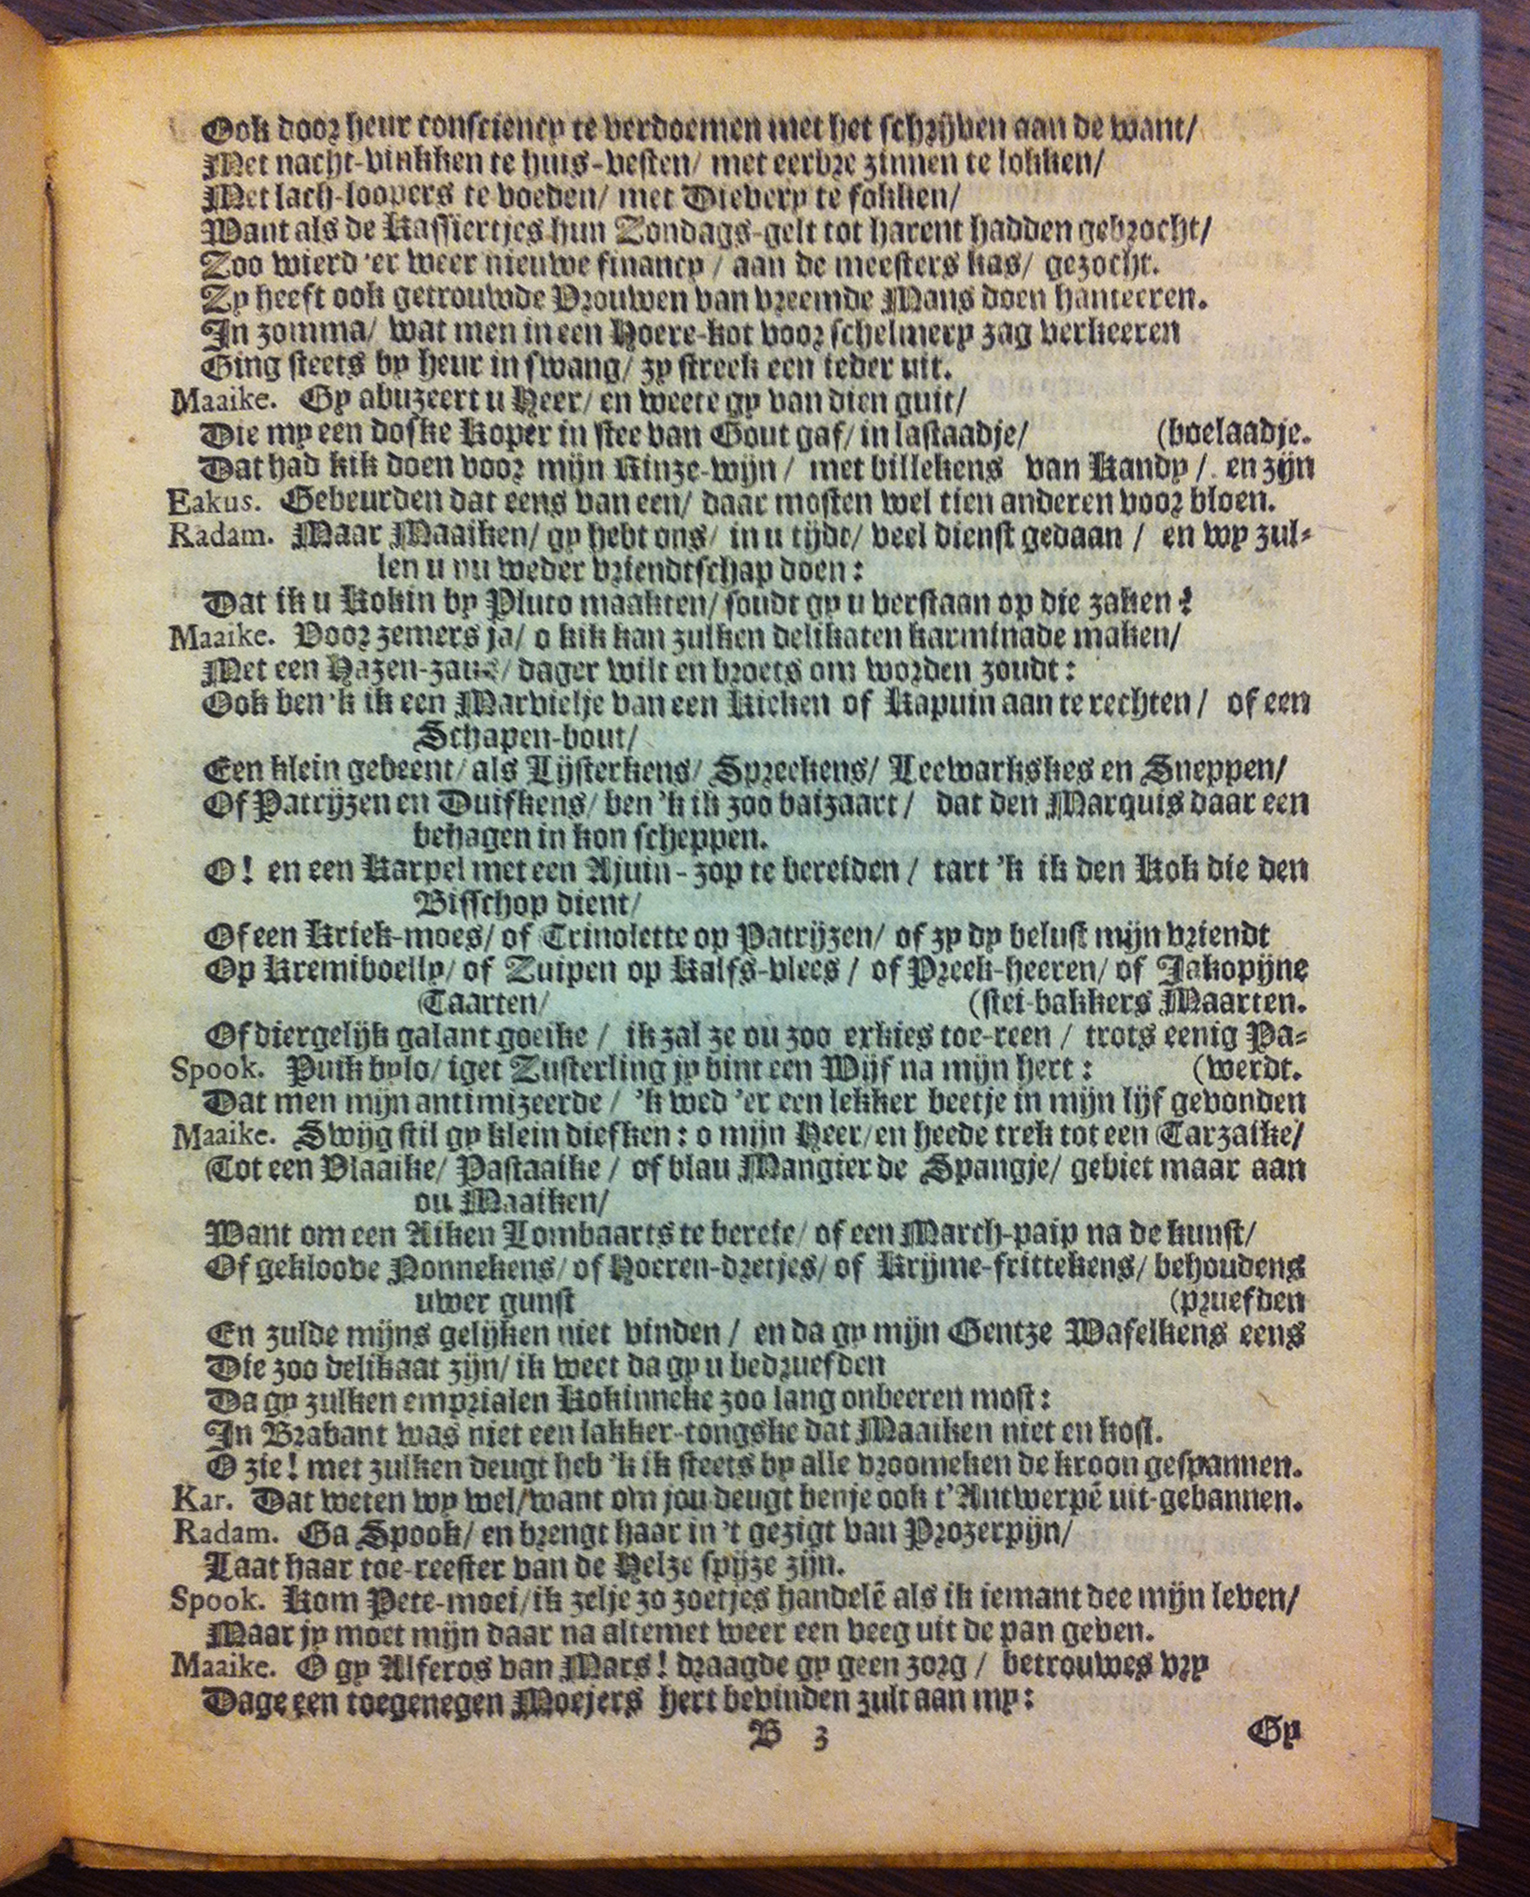 Ook door heur consciency te verdoemen met het schrijven aan de want/
Met nacht-vinkken te huis-vesten/ met eerbre zinnen te lokken/
Met lach-loopers te voeden/ met Dievery te fokken/
Want als de Kassiertjes hun Zondags-gelt tot harent hadden gebrocht/
Zoo wierd 'er weer nieuwe financy / aan de meesters kas/ gezocht.
Zy heeft ook getrouwde Vrouwen van vreemde Mans doen hanteeren.
In zomma/ wat men in een Hoere-kot voor schelmery zag verkeeren
Ging steets by heur in swang/ zy streek een ieder uit.
Maaike. Gy abuzeert u Heer/ en weete gy van dien guit/
Die my een doske Koper in stee van Gout gaf/ in lastaadje/ (boelaadje.
Dat had kik doen voor mijn Rinze-wijn / met billekens van Kandy / en zijn
Eakus. Gebeurden dat eens van een/ daar mosten wel tien anderen voor bloen.
Radam. Maar Maaiken/ gy hebt ons/ in u tijdt/ veel dienst gedaan / en wy zul-
len u nu weder vriendtschap doen:
Dat ik u Kokin by Pluto maakten/ soudt gy u verstaan op die zaken?
Maaike. Voor zemers ja/ o kik kan zulken delikaten karminade maken/
Met een Hazen-zaus/ dager wilt en broets om worden zoudt:
Ook ben 'k ik een Marvielje van een Kieken of Kapuin aan te rechten / of een
Schapen-bout/
Een klein gebeent/ als Lijsterkens/ Spreekens/ Leewarkskes en Sneppen/
Of Patrijzen en Duifkens/ ben 'k ik zoo baizaart / dat den Marquis daar een
behagen in kon scheppen.
O! en een Karpel met een Ajuin-zop te bereiden / tart 'k ik den Kok die den
Bisschop dient/
Of een Kriek-moes/ of Trinolette op Patrijzen/ of zy dy belust mijn vriendt
Op Kremiboelly/ of Zuipen op Kalfs-vlees / of Preek-heeren/ of Jakopijne
Taarten/ (stei-bakkers Maarten.
Of diergelijk galant goeike / ik zal ze ou zoo erkies toe-reen / trots eenig Pa-
Spook. Puik bylo/ iget Zusterling jy bint een Wijf na mijn hert: (werdt.
Dat men mijn antimizeerde / 'k wed 'er een lekker beetje in mijn lijf gevonden
Maaike. Swijg stil gy klein diefken: o mijn Heer/ en heede trek tot een Tarzaike/
Tot een Vlaaike/ Pastaaike / of blau Mangier de Spangje/ gebiet maar aan
ou Maaiken/
Want om een Aiken Lombaarts te bereie/ of een March-paip na de kunst/
Of gekloove Nonnekens/ of Hoeren-dretjes/ of Krijme-frittekens/ behoudens
uwer gunst (pruefden
En zulde mijns gelijken niet vinden / en da gy mijn Gentze Wafelkens eens
Die zoo delikaat zijn/ ik weet da gy u bedruefden
Da gy zulken emprialen Kokinneke zoo lang onbeeren most:
In Brabant was niet een lakker-tongske dat Maaiken niet en kost.
O zie! met zulken deugt heb 'k ik steets by alle vroomeken de kroon gespannen.
Kar. Dat weten wy wel/want om jou deugt benje ook t'Antwerpẽ uit-gebannen.
Radam. Ga Spook/ en brengt haar in 't gezigt van Prozerpijn/
Laat haar toe-reester van de Helze spijze zijn.
Spook. Kom Pete-moei/ik zelje zo zoetjes handelẽ als ik iemant dee mijn leven/
Maar jy moet mijn daar na altemet weer een veeg uit de pan geven.
Maaike. O gy Alferos van Mars! draagde gy geen zorg / betrouwes vry
Dage een toegenegen Moejers hert bevinden zult aan my:
B 3 Gy